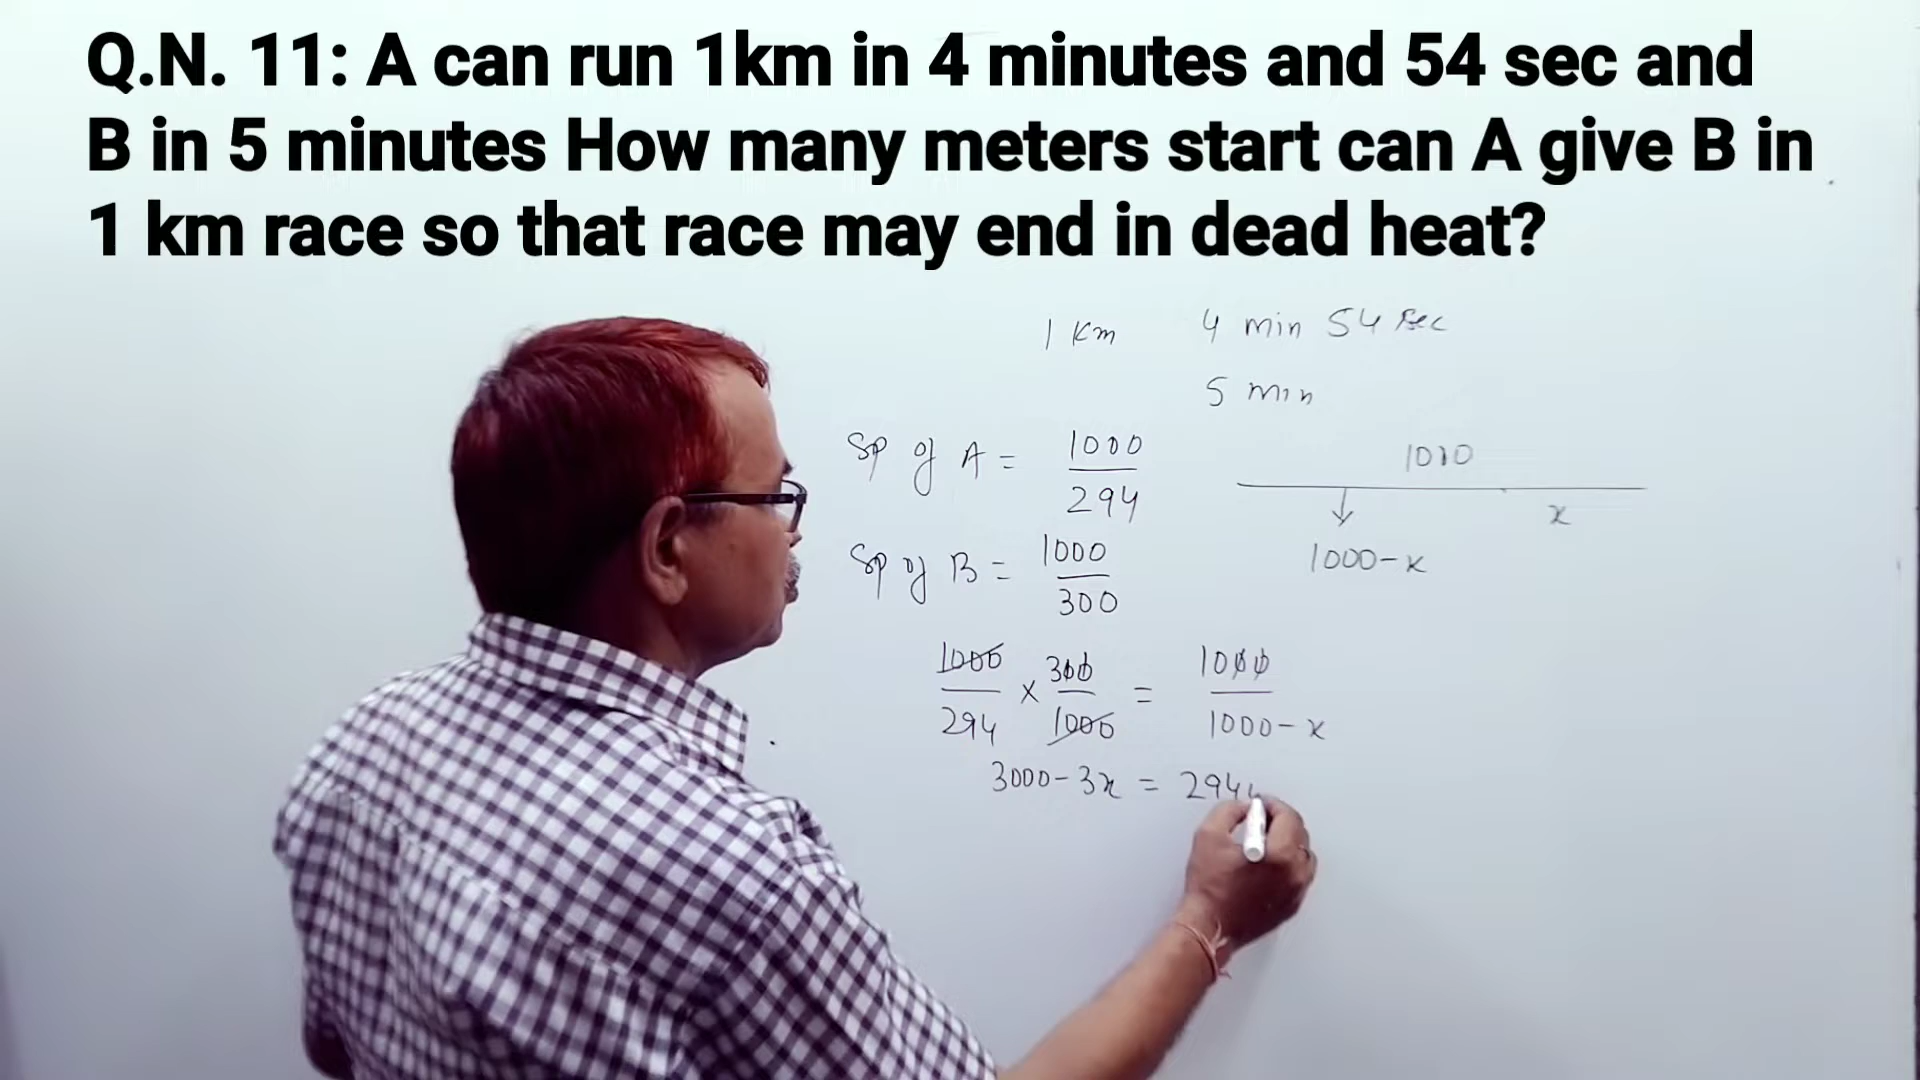 Q.N. 11: A can run 1km in 4 minutes and 54 sec and
B in 5 minutes How many meters start can A give B in
1 km race so that race may end in dead heat?
1 Km 4 min 54 sec
5 min
Sp of A = 1000/294
1000
x
1000-x
Sp of B = 1000/300
1000/294 × 300/1000 = 1000/1000-x
3000-3x = 294